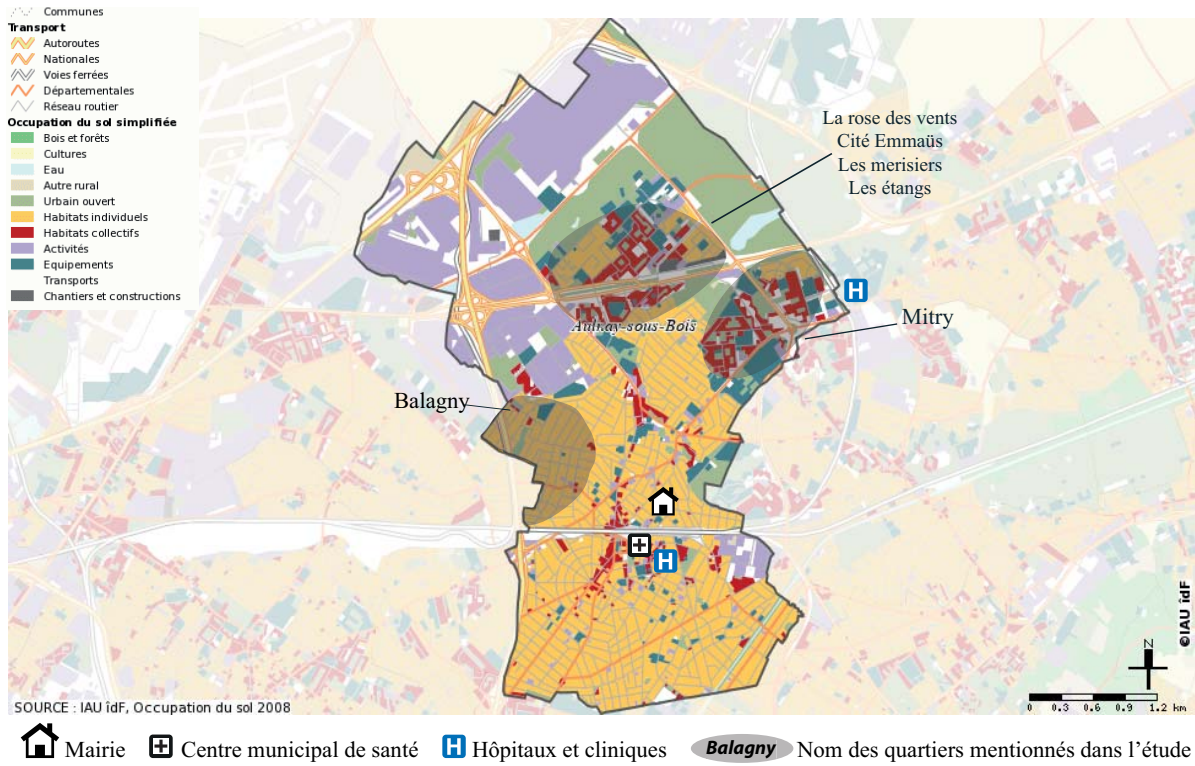 Communes
Transport
Autoroutes
Nationales
Voies ferrées
Départementales
Réseau routier
Occupation du sol simplifiée
Bois et forêts
Cultures
Eau
Autre rural
Urbain ouvert
Habitats individuels
Habitats collectifs
Activités
Equipements
Transports
Chantiers et constructions
La rose des vents
Cité Emmaüs
Les merisiers
Les étangs
H
Aulnay-sous-Bois
Mitry
Balagny
H
©IAU îdF
N
0 0.3 0.6 0.9 1.2 km
SOURCE : IAU îdF, Occupation du sol 2008
Mairie
Centre municipal de santé
H Hôpitaux et cliniques
Balagny Nom des quartiers mentionnés dans l'étude